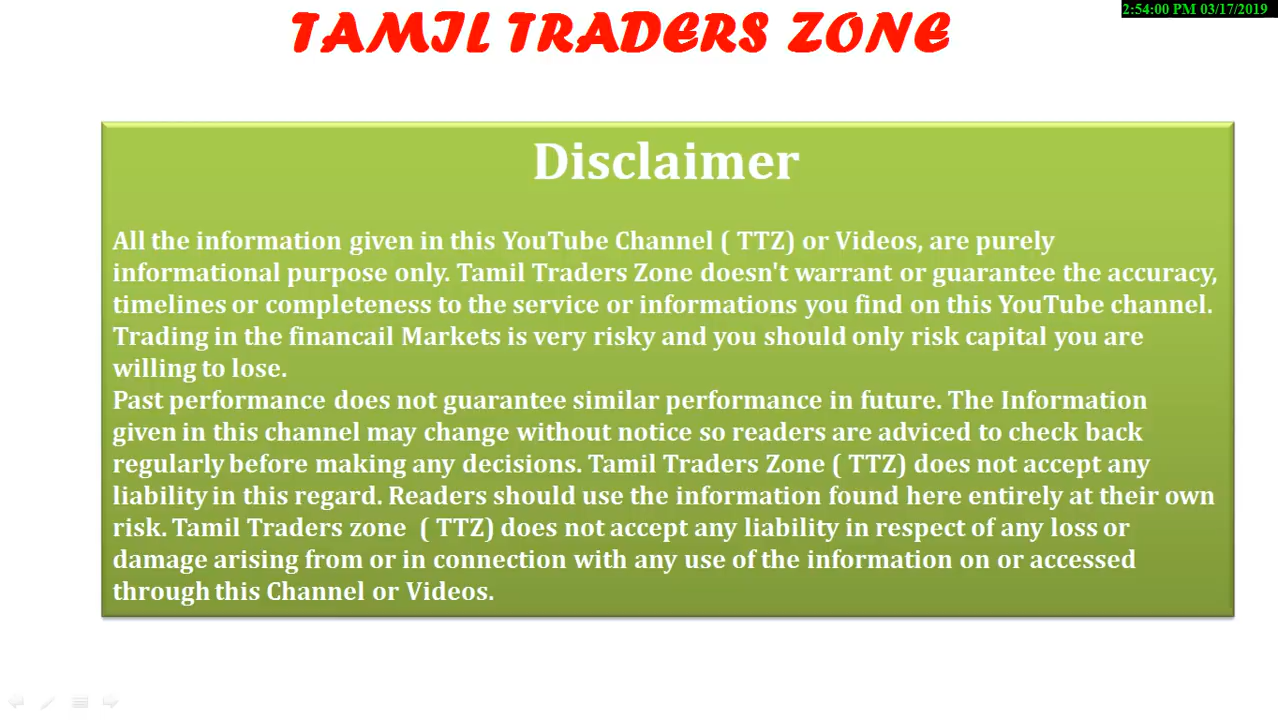 2:54:00 PM 03/17/2019
TAMIL TRADERS ZONE
Disclaimer
All the information given in this YouTube Channel ( TTZ) or Videos, are purely
informational purpose only. Tamil Traders Zone doesn't warrant or guarantee the accuracy,
timelines or completeness to the service or informations you find on this YouTube channel.
Trading in the financail Markets is very risky and you should only risk capital you are
willing to lose.
Past performance does not guarantee similar performance in future. The Information
given in this channel may change without notice so readers are adviced to check back
regularly before making any decisions. Tamil Traders Zone ( TTZ) does not accept any
liability in this regard. Readers should use the information found here entirely at their own
risk. Tamil Traders zone  ( TTZ) does not accept any liability in respect of any loss or
damage arising from or in connection with any use of the information on or accessed
through this Channel or Videos.